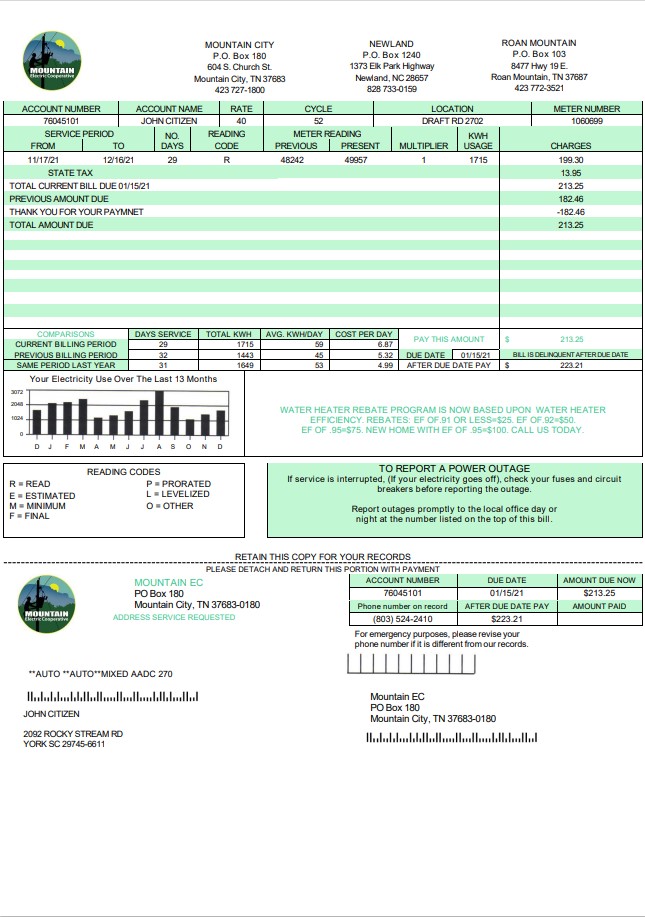 MOUNTAIN
Electric Cooperative
MOUNTAIN CITY
P.O. Box 180
604 S. Church St.
Mountain City, TN 37683
423 727-1800
NEWLAND
P.O. Box 1240
1373 Elk Park Highway
Newland, NC 28657
828 733-0159
ROAN MOUNTAIN
P.O. Box 103
8477 Hwy 19 E.
Roan Mountain, TN 37687
423 772-3521
ACCOUNT NUMBER ACCOUNT NAME RATE CYCLE LOCATION METER NUMBER
76045101 JOHN CITIZEN 40 52 DRAFT RD 2702 1060699
SERVICE PERIOD NO. READING METER READING KWH
FROM TO DAYS CODE PREVIOUS PRESENT MULTIPLIER USAGE CHARGES
11/17/21 12/16/21 29 R 48242 49957 1 1715 199.30
STATE TAX 13.95
TOTAL CURRENT BILL DUE 01/15/21 213.25
PREVIOUS AMOUNT DUE 182.46
THANK YOU FOR YOUR PAYMNET -182.46
TOTAL AMOUNT DUE 213.25
COMPARISONS DAYS SERVICE TOTAL KWH AVG. KWH/DAY COST PER DAY
CURRENT BILLING PERIOD 29 1715 59 6.87
PREVIOUS BILLING PERIOD 32 1443 45 5.32
SAME PERIOD LAST YEAR 31 1649 53 4.99
PAY THIS AMOUNT $ 213.25
DUE DATE 01/15/21 BILL IS DELINQUENT AFTER DUE DATE
AFTER DUE DATE PAY $ 223.21
Your Electricity Use Over The Last 13 Months
3072
2048
1024
0
D J F M A M J J A S O N D
WATER HEATER REBATE PROGRAM IS NOW BASED UPON WATER HEATER
EFFICIENCY. REBATES: EF OF.91 OR LESS=$25. EF OF.92=$50.
EF OF .95=$75. NEW HOME WITH EF OF .95=$100. CALL US TODAY.
READING CODES
R = READ P = PRORATED
E = ESTIMATED L = LEVELIZED
M = MINIMUM O = OTHER
F = FINAL
TO REPORT A POWER OUTAGE
If service is interrupted, (If your electricity goes off), check your fuses and circuit
breakers before reporting the outage.
Report outages promptly to the local office day or
night at the number listed on the top of this bill.
RETAIN THIS COPY FOR YOUR RECORDS
PLEASE DETACH AND RETURN THIS PORTION WITH PAYMENT
MOUNTAIN
Electric Cooperative
MOUNTAIN EC
PO Box 180
Mountain City, TN 37683-0180
ADDRESS SERVICE REQUESTED
ACCOUNT NUMBER DUE DATE AMOUNT DUE NOW
76045101 01/15/21 $213.25
Phone number on record AFTER DUE DATE PAY AMOUNT PAID
(803) 524-2410 $223.21
For emergency purposes, please revise your
phone number if it is different from our records.
**AUTO **AUTO**MIXED AADC 270
JOHN CITIZEN
2092 ROCKY STREAM RD
YORK SC 29745-6611
Mountain EC
PO Box 180
Mountain City, TN 37683-0180